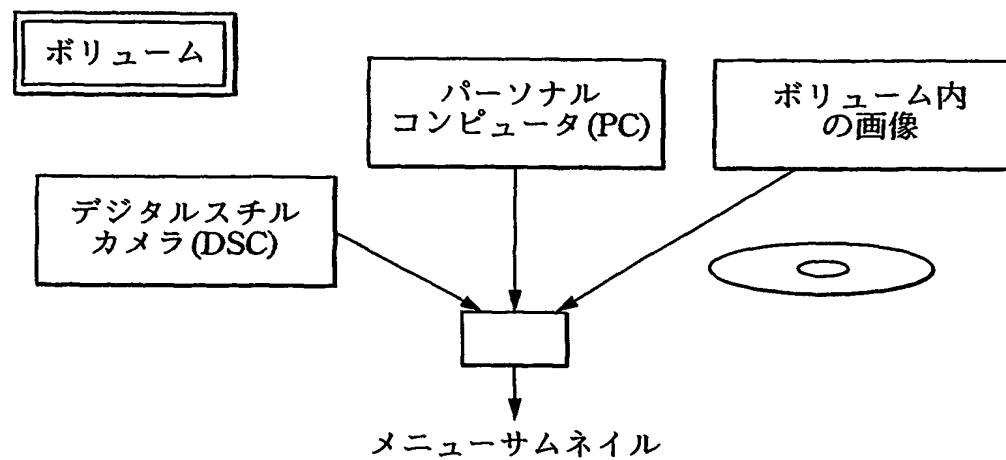 ボリューム
パーソナル
コンピュータ(PC)
ボリューム内
の画像
デジタルスチル
カメラ(DSC)
メニューサムネイル